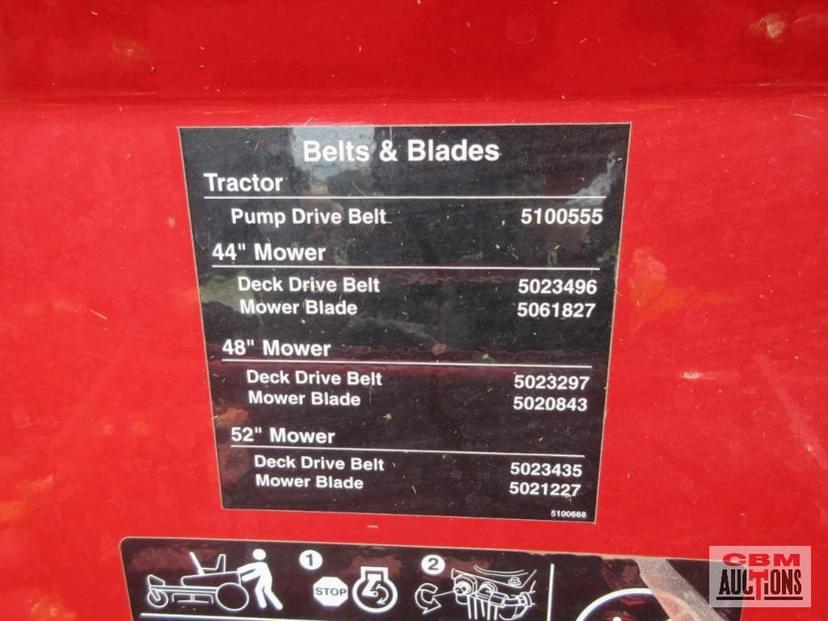 Belts & Blades
Tractor
Pump Drive Belt 5100555
44" Mower
Deck Drive Belt 5023496
Mower Blade 5061827
48" Mower
Deck Drive Belt 5023297
Mower Blade 5020843
52" Mower
Deck Drive Belt 5023435
Mower Blade 5021227
5100668
1 2
STOP
CBM
AUCTIONS